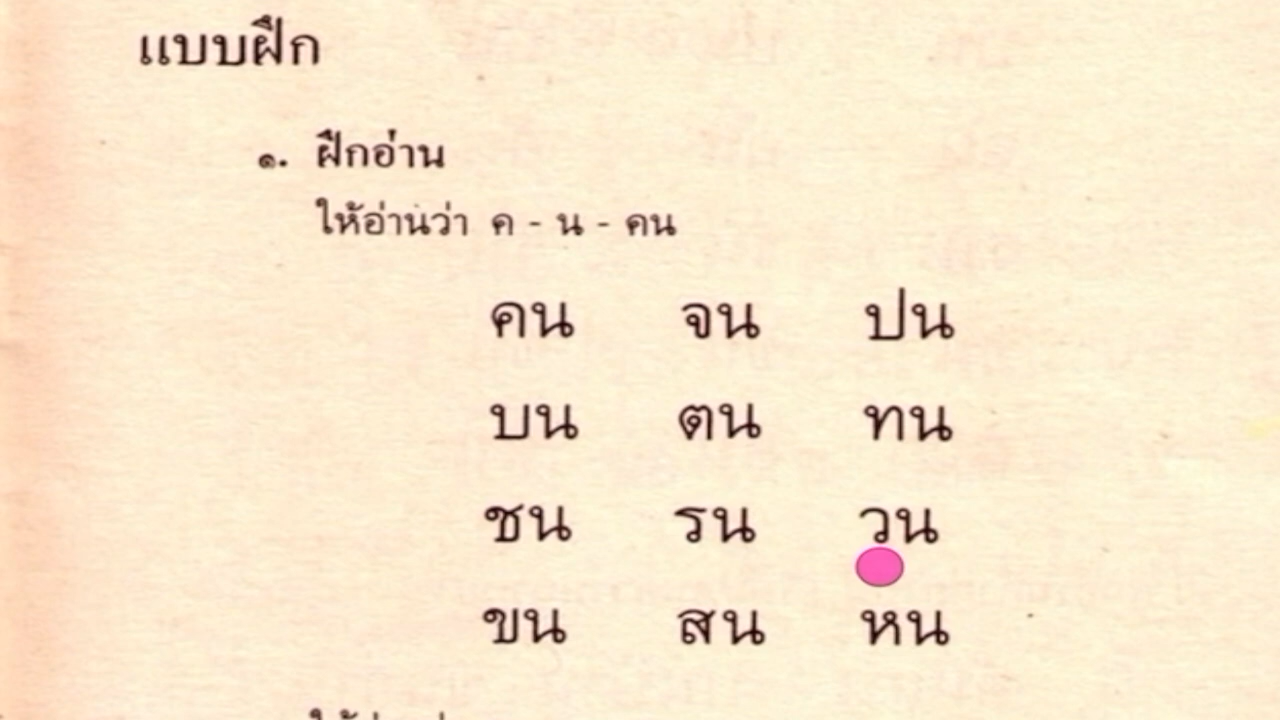 แบบฝึก
๑. ฝึกอ่าน
ให้อ่านว่า ค - น - คน
คน จน ปน
บน ตน ทน
ชน รน วน
ขน สน หน